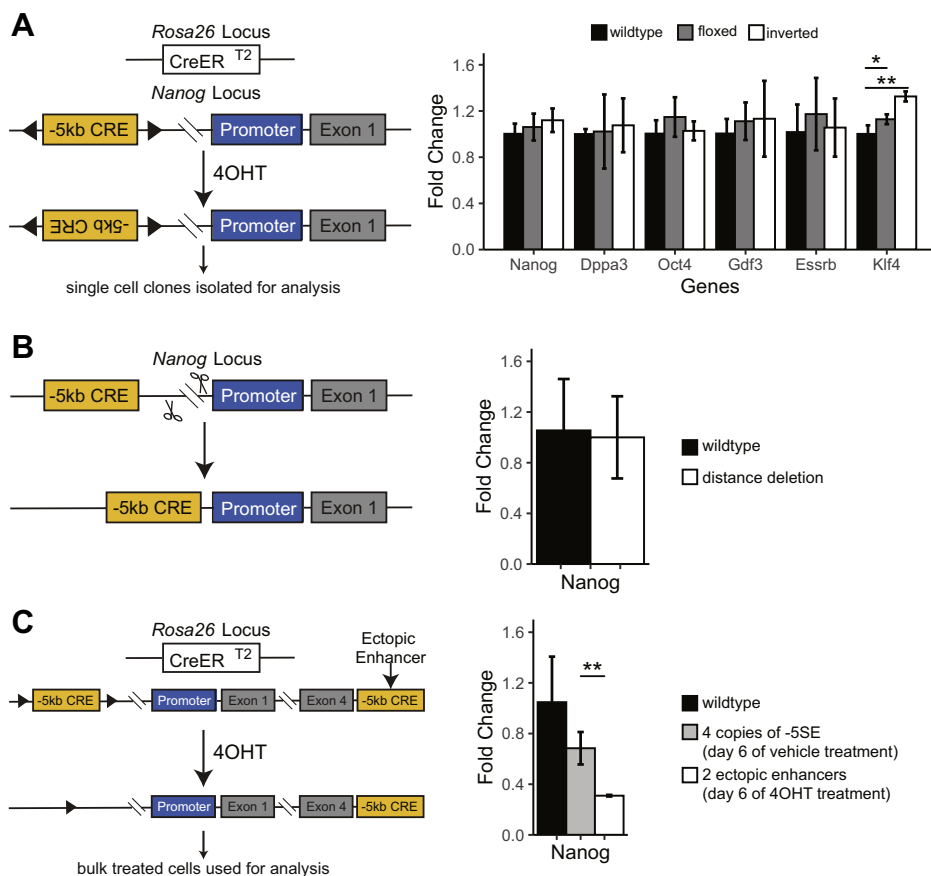 A
Rosa26 Locus
CreER T2
Nanog Locus
-5kb CRE
Promoter
Exon 1
4OHT
-5kb CRE
Promoter
Exon 1
single cell clones isolated for analysis
wildtype floxed inverted
* 
**
Fold Change
1.6
1.2
0.8
0.4
0.0
Nanog Dppa3 Oct4 Gdf3 Essrb Klf4
Genes
B
Nanog Locus
-5kb CRE
Promoter
Exon 1
-5kb CRE
Promoter
Exon 1
Fold Change
1.6
1.2
0.8
0.4
0.0
Nanog
wildtype
distance deletion
C
Rosa26 Locus
CreER T2
Ectopic
Enhancer
-5kb CRE
Promoter
Exon 1
Exon 4
-5kb CRE
4OHT
Promoter
Exon 1
Exon 4
-5kb CRE
bulk treated cells used for analysis
Fold Change
1.6
1.2
0.8
0.4
0.0
**
Nanog
wildtype
4 copies of -5SE
(day 6 of vehicle treatment)
2 ectopic enhancers
(day 6 of 4OHT treatment)